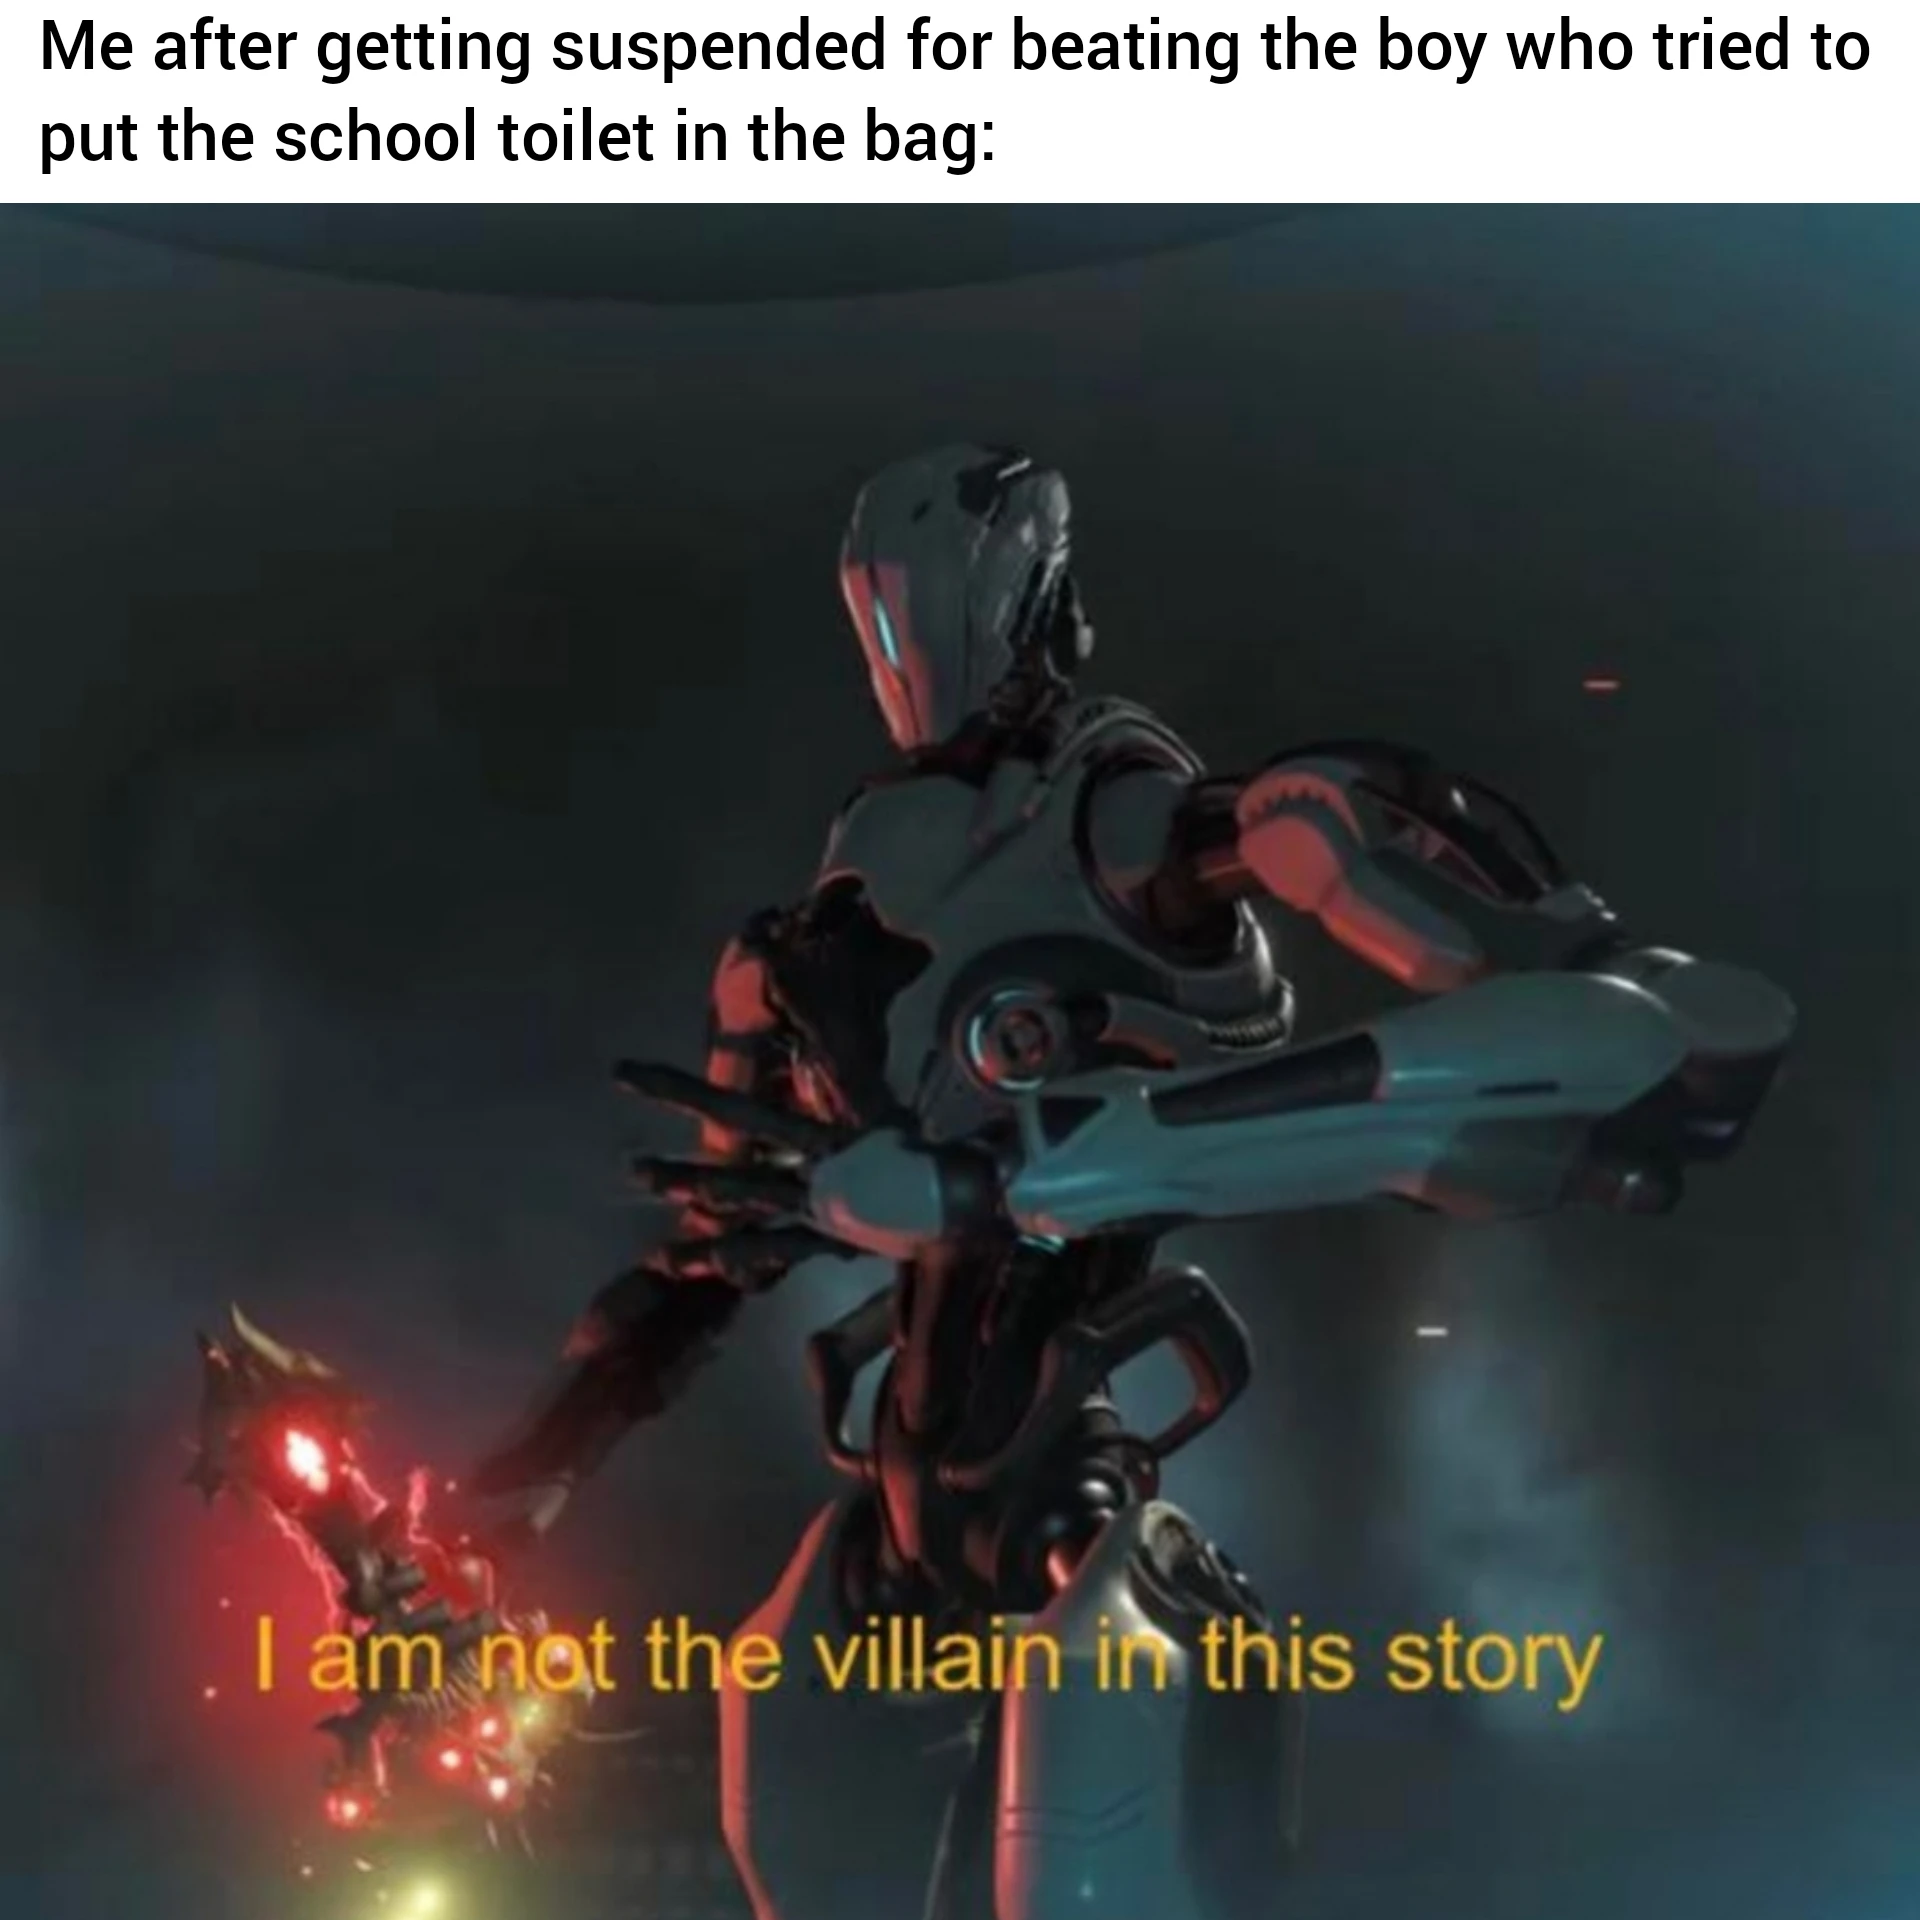 Me after getting suspended for beating the boy who tried to
put the school toilet in the bag:
I am not the villain in this story